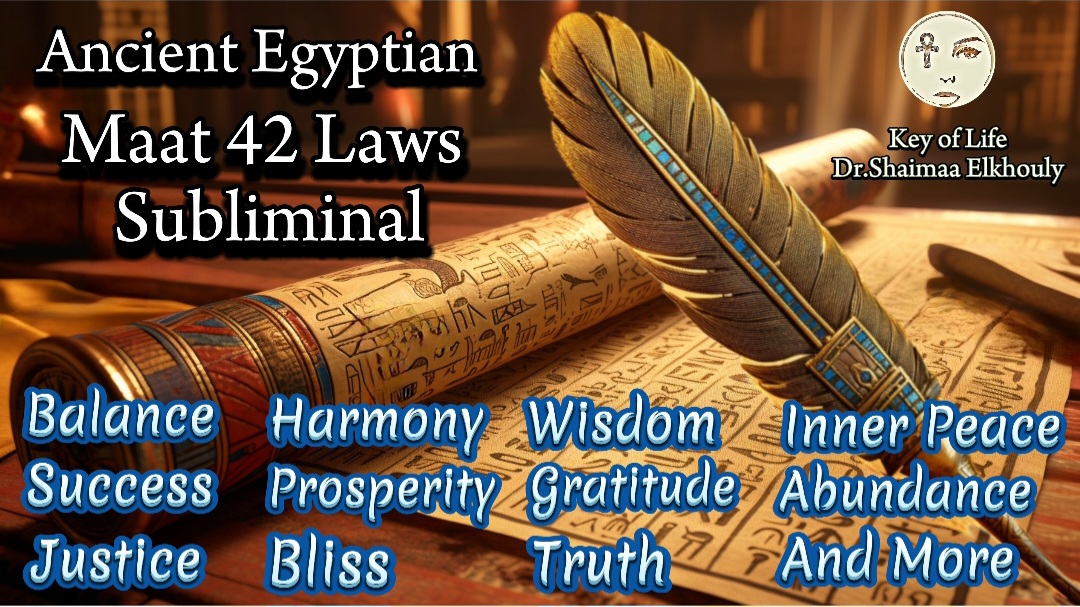 Ancient Egyptian
Maat 42 Laws
Subliminal
Key of Life
Dr.Shaimaa Elkhouly
Balance Harmony Wisdom Inner Peace
Success Prosperity Gratitude Abundance
Justice Bliss Truth And More